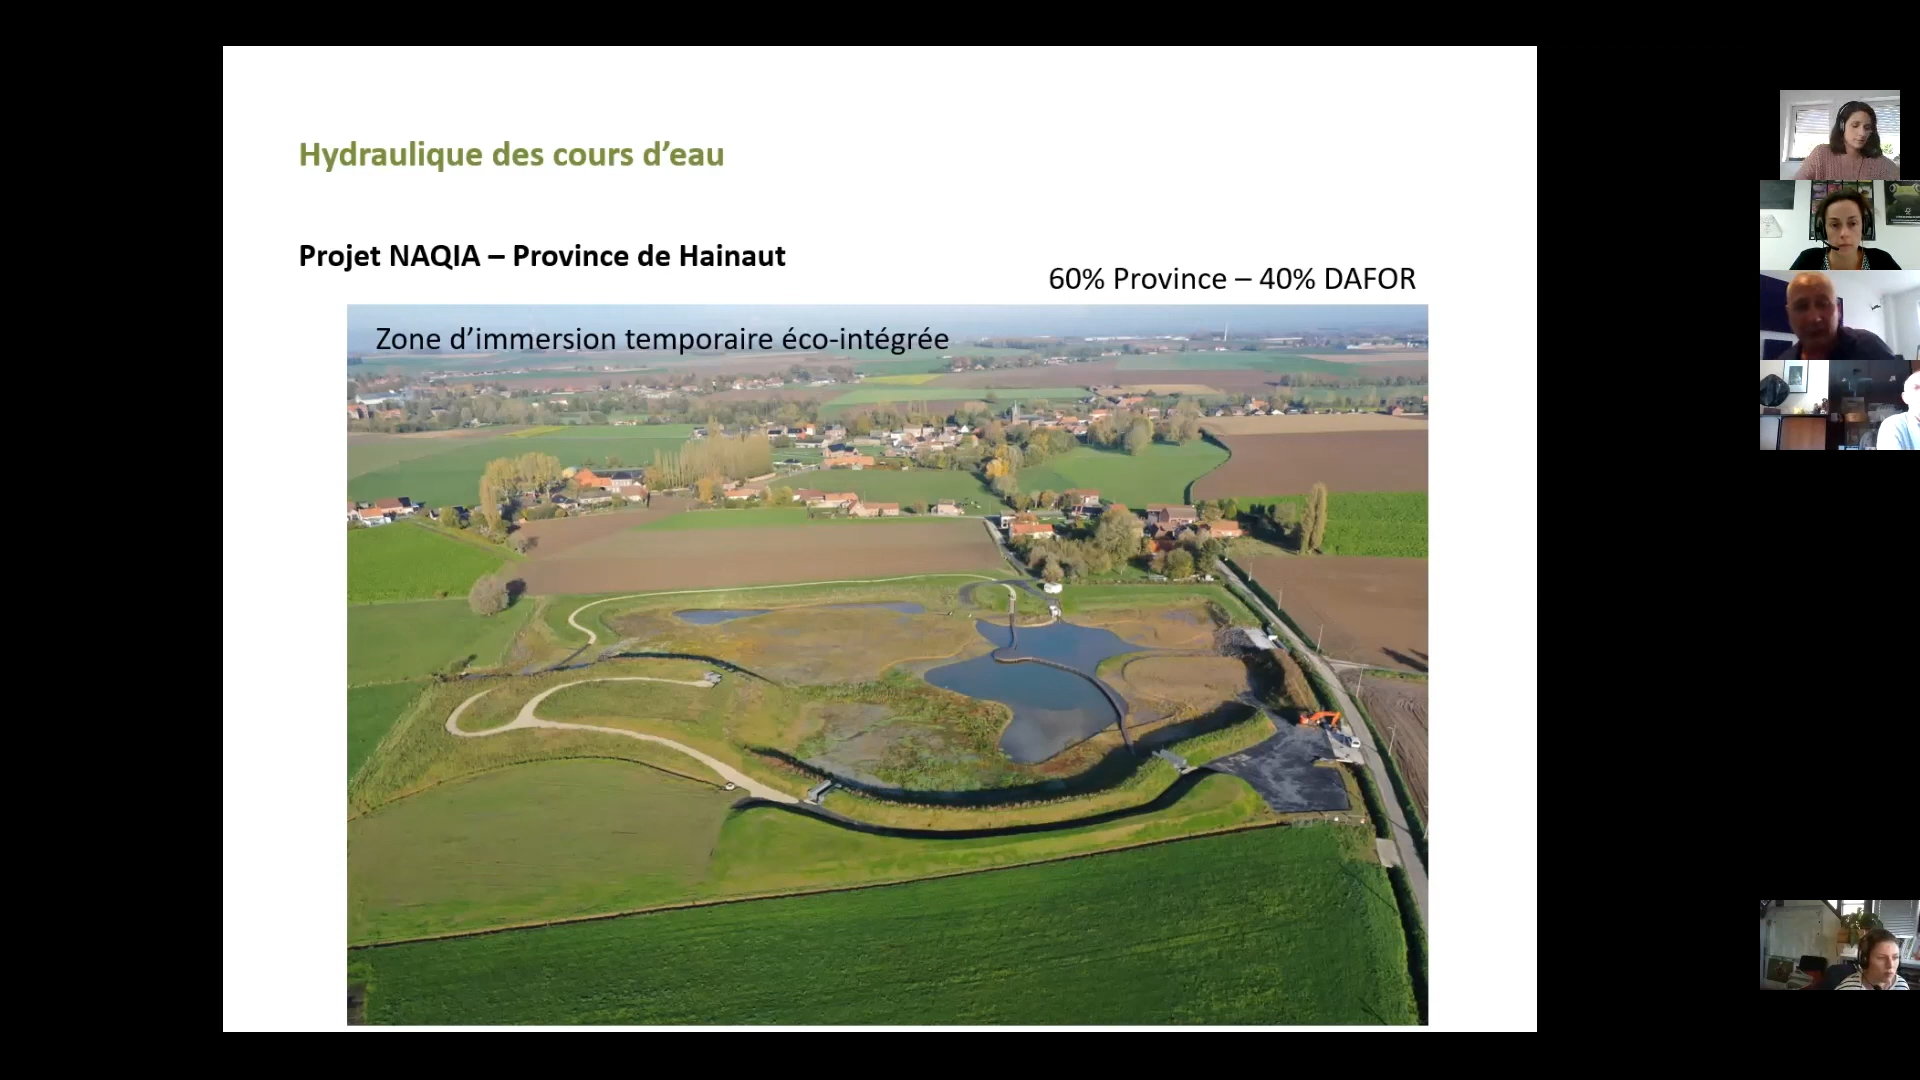 Hydraulique des cours d’eau
Projet NAQIA – Province de Hainaut
60% Province – 40% DAFOR
Zone d’immersion temporaire éco-intégrée